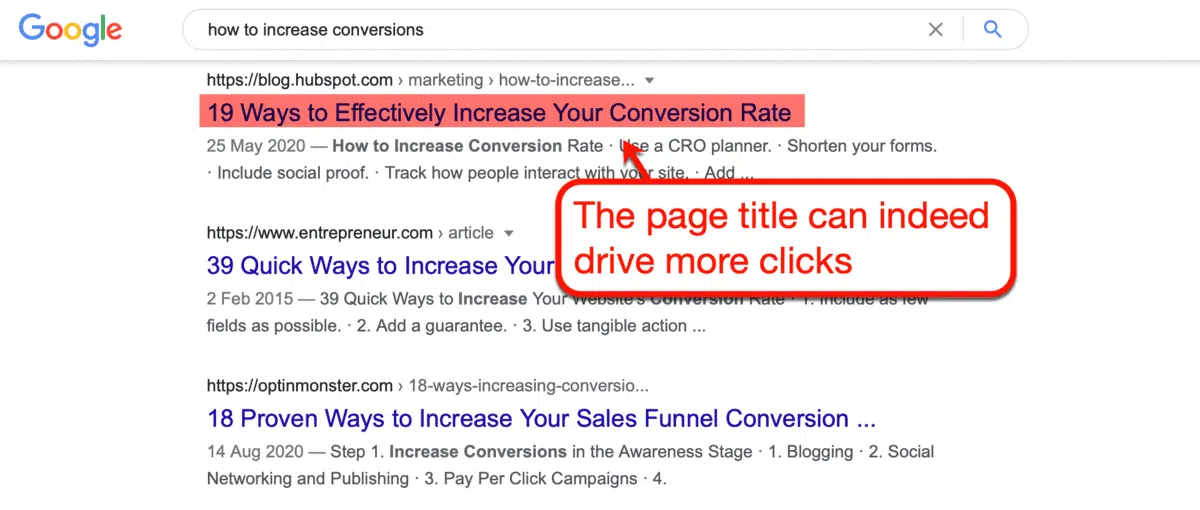 Google
how to increase conversions
https://blog.hubspot.com › marketing › how-to-increase...
19 Ways to Effectively Increase Your Conversion Rate
25 May 2020 — How to Increase Conversion Rate · Use a CRO planner. · Shorten your forms.
· Include social proof. · Track how people interact with your site. · Add ...
The page title can indeed
drive more clicks
https://www.entrepreneur.com › article
39 Quick Ways to Increase Your
2 Feb 2015 — 39 Quick Ways to Increase Your Website's Conversion Rate · 1. Include as few
fields as possible. · 2. Add a guarantee. · 3. Use tangible action ...
https://optinmonster.com › 18-ways-increasing-conversio...
18 Proven Ways to Increase Your Sales Funnel Conversion ...
14 Aug 2020 — Step 1. Increase Conversions in the Awareness Stage · 1. Blogging · 2. Social
Networking and Publishing · 3. Pay Per Click Campaigns · 4.